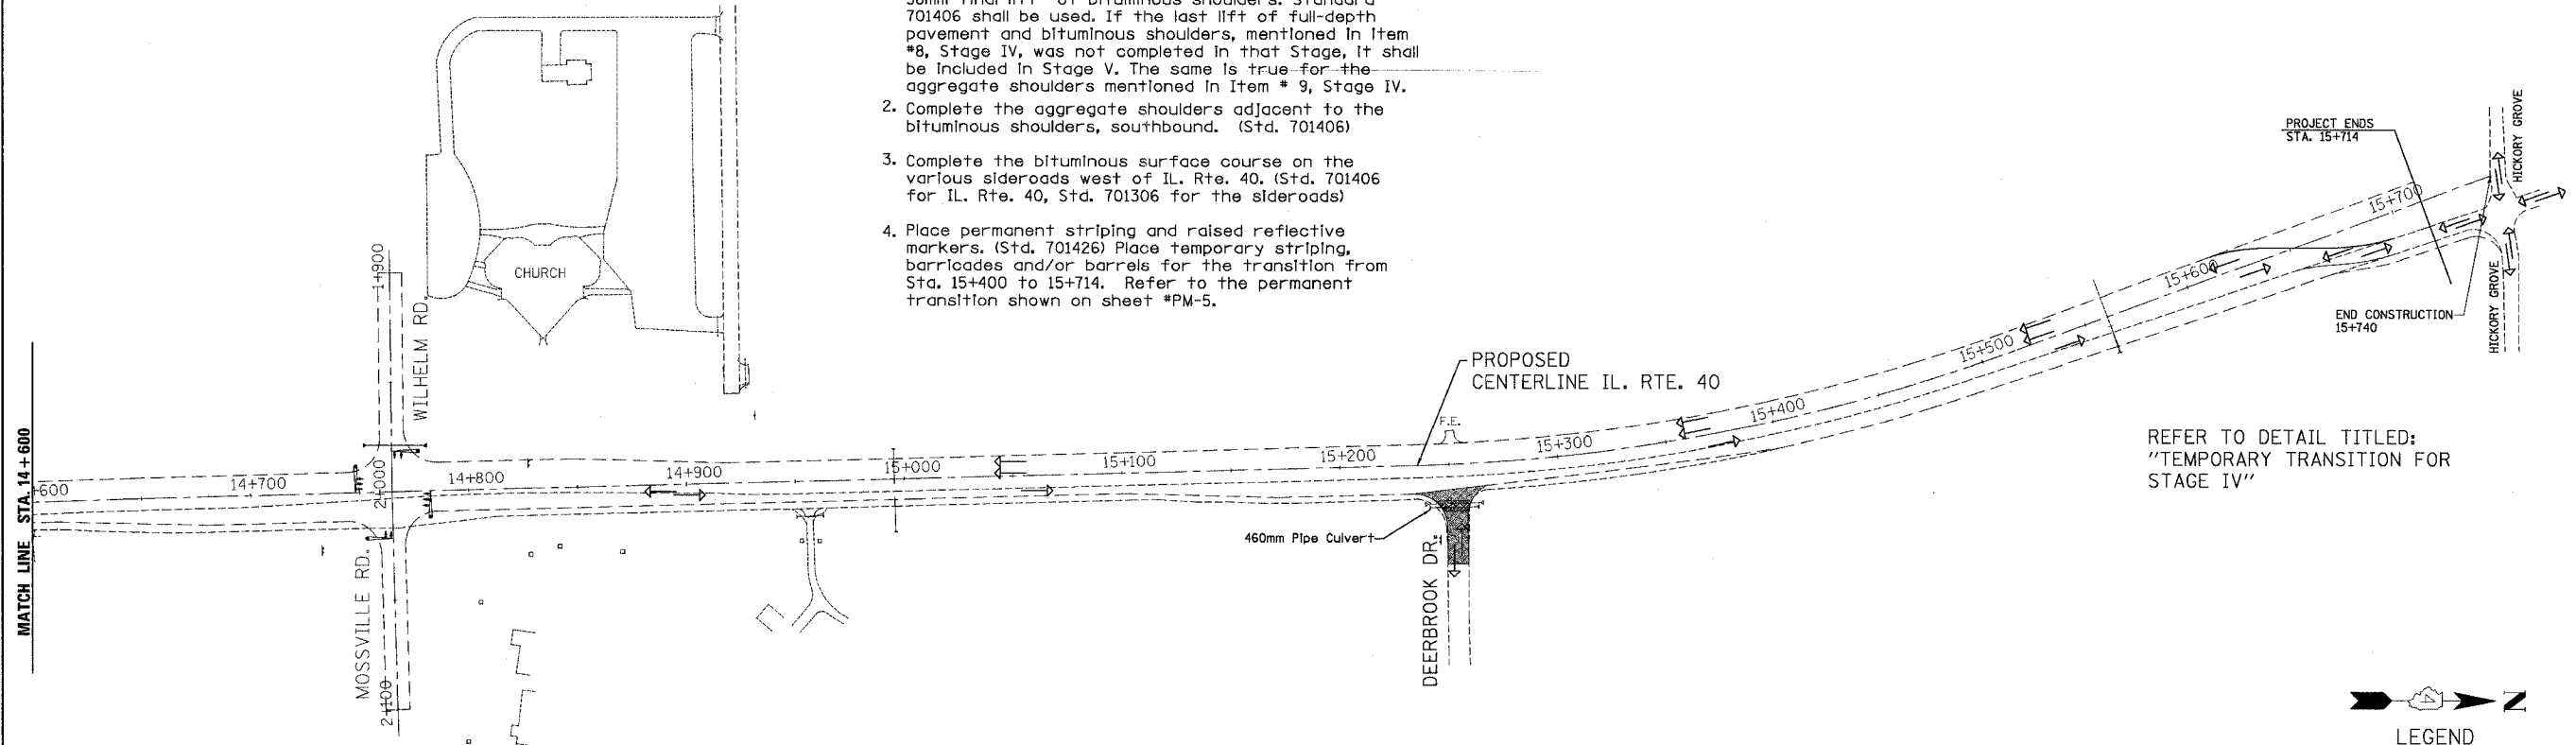 50mm final lift of bituminous shoulders. Standard
701406 shall be used. If the last lift of full-depth
pavement and bituminous shoulders, mentioned in Item
#8, Stage IV, was not completed in that Stage, it shall
be included in Stage V. The same is true for the
aggregate shoulders mentioned in Item # 9, Stage IV.
2. Complete the aggregate shoulders adjacent to the
bituminous shoulders, southbound. (Std. 701406)
3. Complete the bituminous surface course on the
various sideroads west of IL. Rte. 40. (Std. 701406
for IL. Rte. 40, Std. 701306 for the sideroads)
4. Place permanent striping and raised reflective
markers. (Std. 701426) Place temporary striping,
barricades and/or barrels for the transition from
Sta. 15+400 to 15+714. Refer to the permanent
transition shown on sheet #PM-5.
CHURCH
1+900
WILHELM RD.
MATCH LINE STA. 14+600
+600
14+700
2+000
14+800
14+900
15+000
15+100
15+200
15+300
15+400
15+500
15+600
15+700
MOSSVILLE RD.
2+100
PROPOSED
CENTERLINE IL. RTE. 40
F.E.
460mm Pipe Culvert
DEERBROOK DR.
PROJECT ENDS
STA. 15+714
HICKORY GROVE
HICKORY GROVE
END CONSTRUCTION
15+740
REFER TO DETAIL TITLED:
"TEMPORARY TRANSITION FOR
STAGE IV"
N
LEGEND